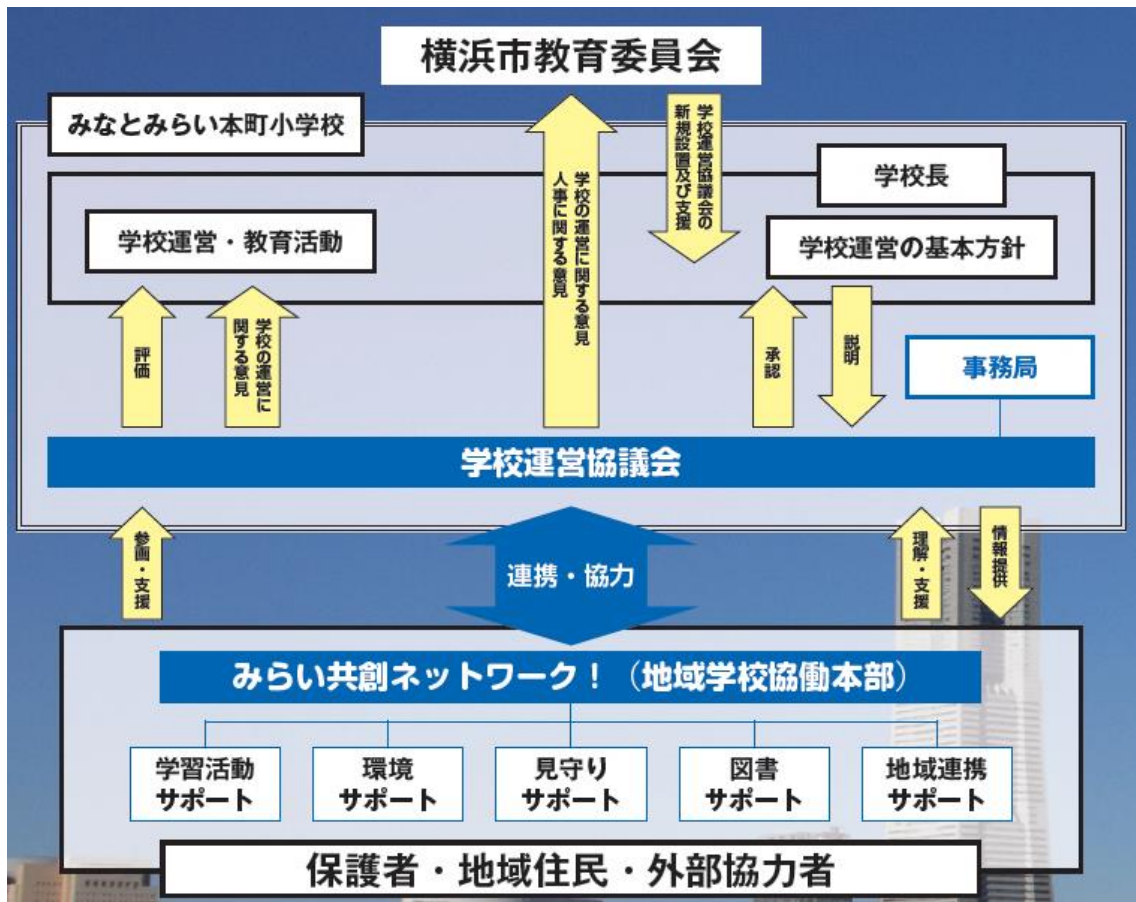 横浜市教育委員会
みなとみらい本町小学校
学校の運営に関する意見
人事に関する意見
学校運営協議会の
新規設置及び支援
学校長
学校運営・教育活動
学校運営の基本方針
評価
学校の運営に
関する意見
承認
説明
事務局
学校運営協議会
参画・支援
連携・協力
理解・支援
情報提供
みらい共創ネットワーク！（地域学校協働本部）
学習活動
サポート
環境
サポート
見守り
サポート
図書
サポート
地域連携
サポート
保護者・地域住民・外部協力者